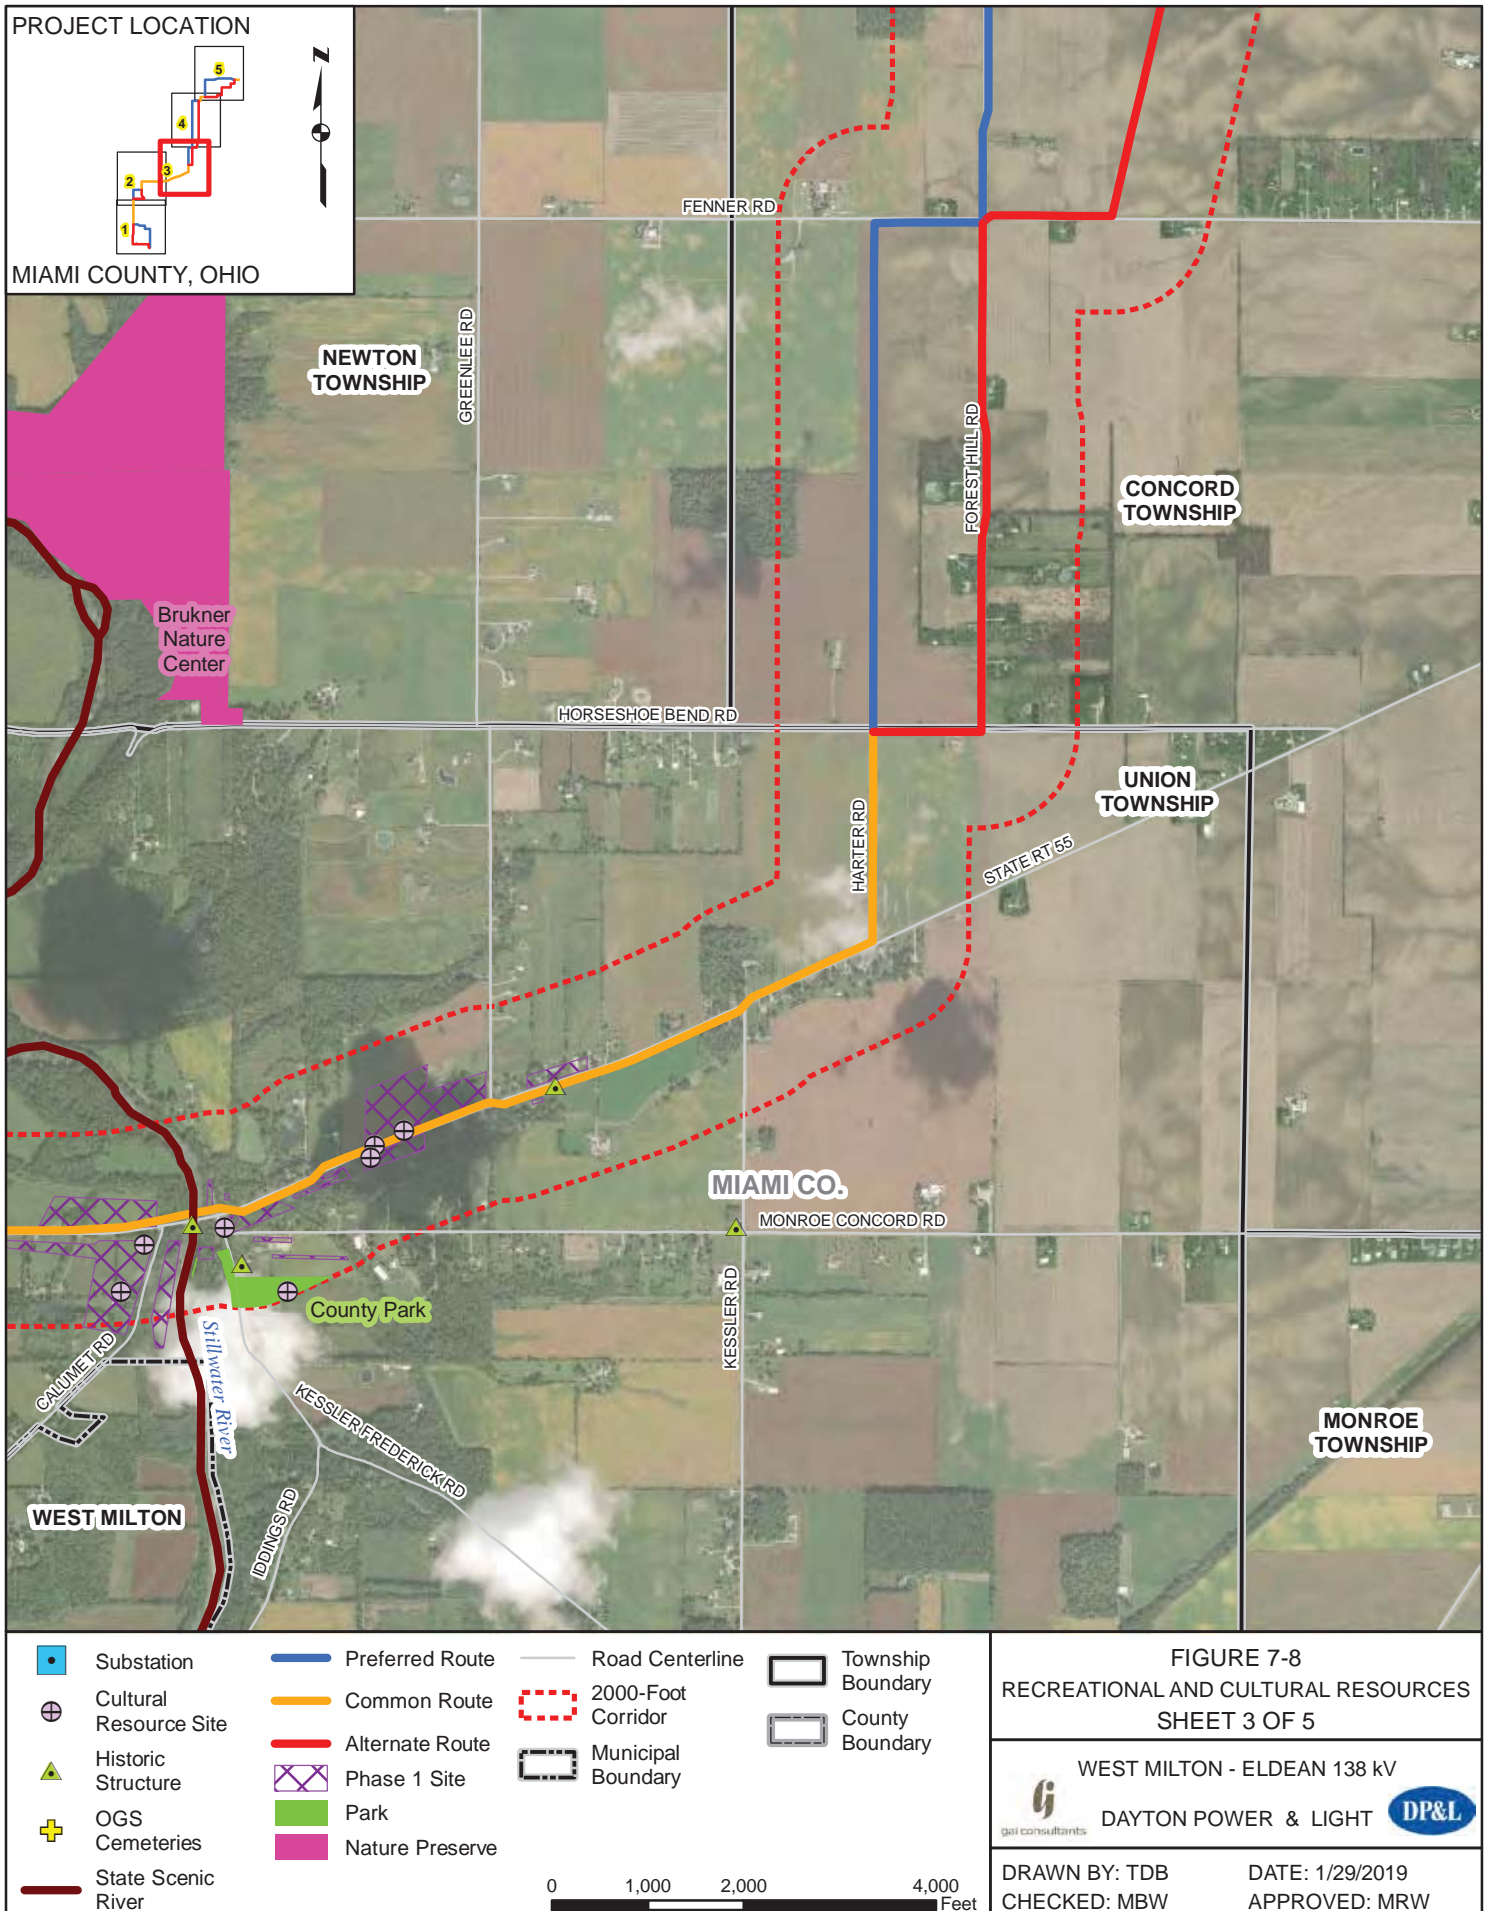 PROJECT LOCATION
N
5
4
3
2
1
MIAMI COUNTY, OHIO
FENNER RD
GREENLEE RD
NEWTON
TOWNSHIP
FOREST HILL RD
CONCORD
TOWNSHIP
Brukner
Nature
Center
HORSESHOE BEND RD
UNION
TOWNSHIP
HARTER RD
STATE RT 55
MIAMI CO.
MONROE CONCORD RD
KESSLER RD
County Park
CALUMET RD
Stillwater River
KESSLER FREDERICK RD
IDDINGS RD
WEST MILTON
MONROE
TOWNSHIP
Substation
Cultural
Resource Site
Historic
Structure
OGS
Cemeteries
State Scenic
River
Preferred Route
Common Route
Alternate Route
Phase 1 Site
Park
Nature Preserve
Road Centerline
2000-Foot
Corridor
Municipal
Boundary
Township
Boundary
County
Boundary
0 1,000 2,000 4,000
Feet
FIGURE 7-8
RECREATIONAL AND CULTURAL RESOURCES
SHEET 3 OF 5
WEST MILTON - ELDEAN 138 kV
gai consultants
DAYTON POWER & LIGHT
DP&L
DRAWN BY: TDB
DATE: 1/29/2019
CHECKED: MBW
APPROVED: MRW